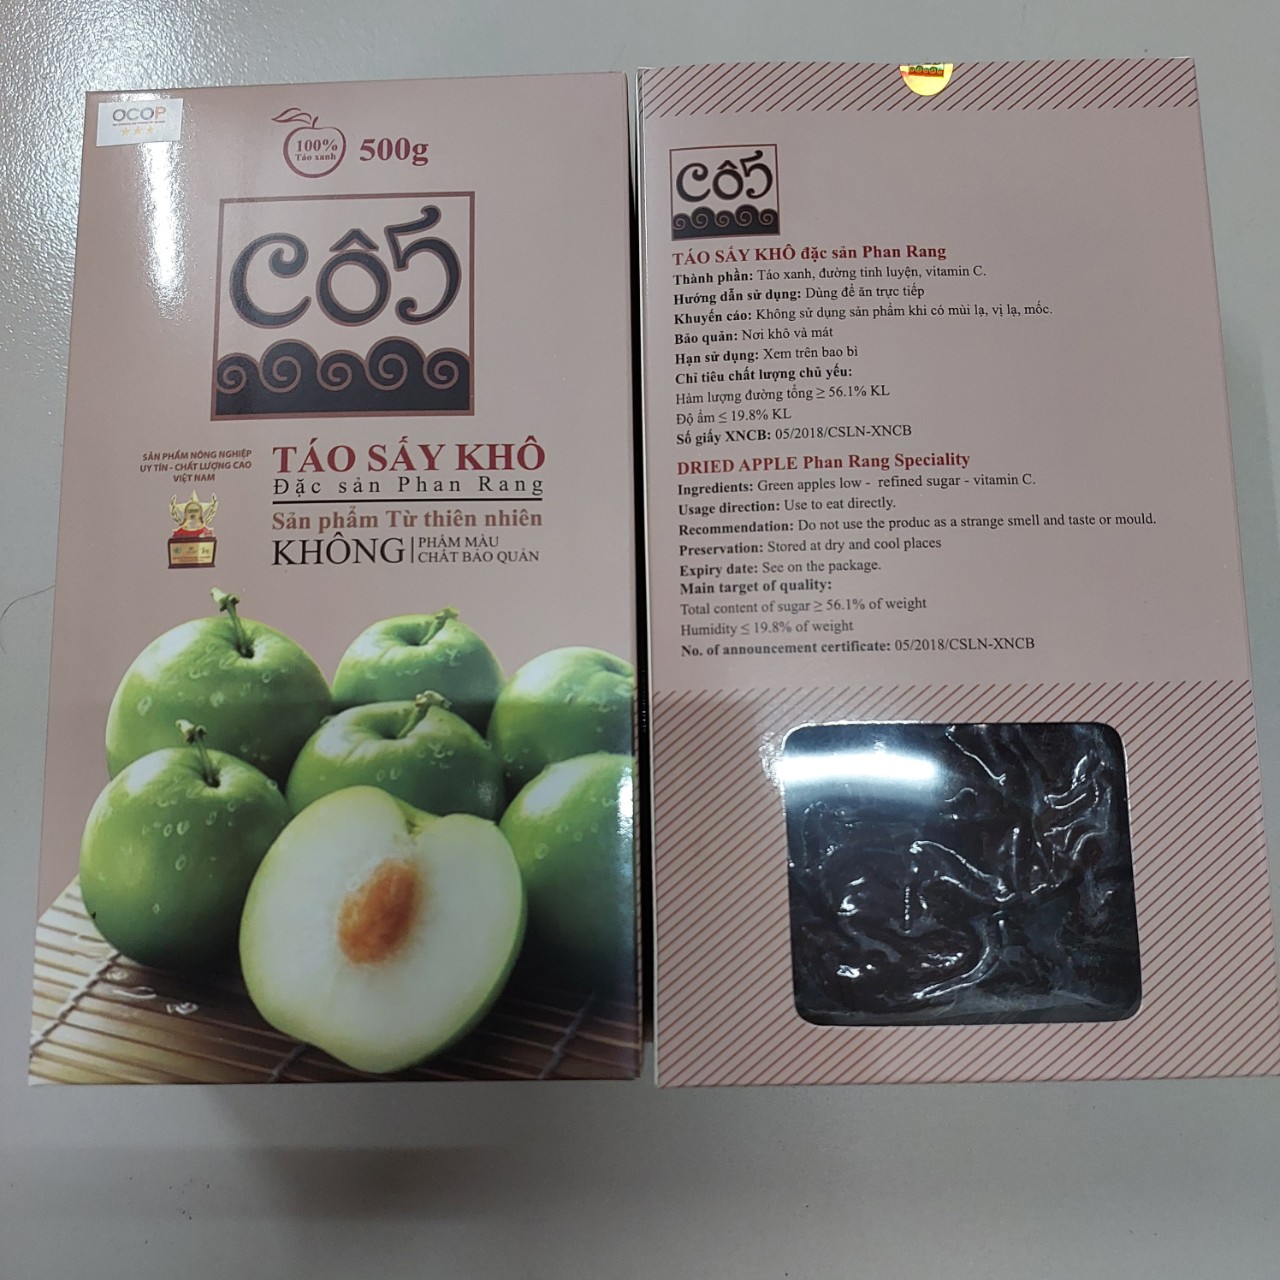 OCOP
100%
Táo xanh
500g
Cô5
SẢN PHẨM NÔNG NGHIỆP
UY TÍN - CHẤT LƯỢNG CAO
VIỆT NAM
TÁO SẤY KHÔ
Đặc sản Phan Rang
Sản phẩm Từ thiên nhiên
KHÔNG
PHẨM MÀU
CHẤT BẢO QUẢN
Cô5
TÁO SẤY KHÔ đặc sản Phan Rang
Thành phần: Táo xanh, đường tinh luyện, vitamin C.
Hướng dẫn sử dụng: Dùng để ăn trực tiếp
Khuyến cáo: Không sử dụng sản phẩm khi có mùi lạ, vị lạ, mốc.
Bảo quản: Nơi khô và mát
Hạn sử dụng: Xem trên bao bì
Chỉ tiêu chất lượng chủ yếu:
Hàm lượng đường tổng ≥ 56.1% KL
Độ ẩm ≤ 19.8% KL
Số giấy XNCB: 05/2018/CSLN-XNCB
DRIED APPLE Phan Rang Speciality
Ingredients: Green apples low - refined sugar - vitamin C.
Usage direction: Use to eat directly.
Recommendation: Do not use the produc as a strange smell and taste or mould.
Preservation: Stored at dry and cool places
Expiry date: See on the package.
Main target of quality:
Total content of sugar ≥ 56.1% of weight
Humidity ≤ 19.8% of weight
No. of announcement certificate: 05/2018/CSLN-XNCB